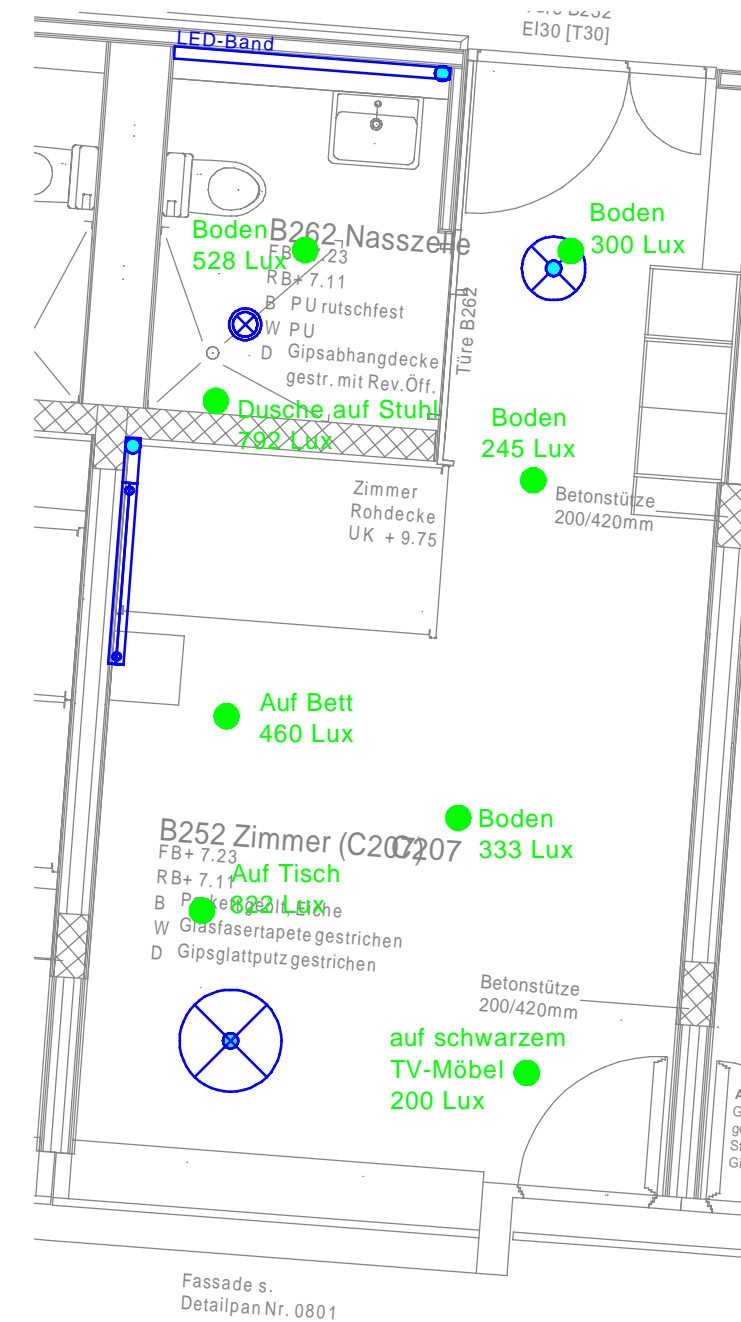 EI30 [T30]
LED-Band
Boden
300 Lux
Boden
528 Lux
B262 Nasszelle
FB+ 7.23
RB+ 7.11
B PU rutschfest
W PU
D Gipsabhangdecke
gestr. mit Rev.Öff.
Türe B262
Dusche auf Stuhl
792 Lux
Boden
245 Lux
Zimmer
Rohdecke
UK + 9.75
Betonstütze
200/420mm
Auf Bett
460 Lux
Boden
333 Lux
B252 Zimmer (C207)
C207
FB+ 7.23
RB+ 7.11
Auf Tisch
822 Lux
B Parkett geölt, Eiche
W Glasfasertapete gestrichen
D Gipsglattputz gestrichen
Betonstütze
200/420mm
auf schwarzem
TV-Möbel
200 Lux
Fassade s.
Detailpan Nr. 0801